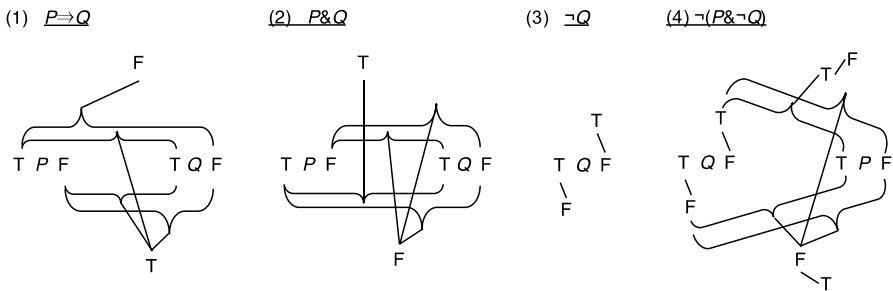 (1) P⇒Q (2) P&Q (3) ¬Q (4) ¬(P&¬Q)
F T T F
T T
T P F T Q F T P F T Q F T Q F T Q F T P F
F F
T F F
T